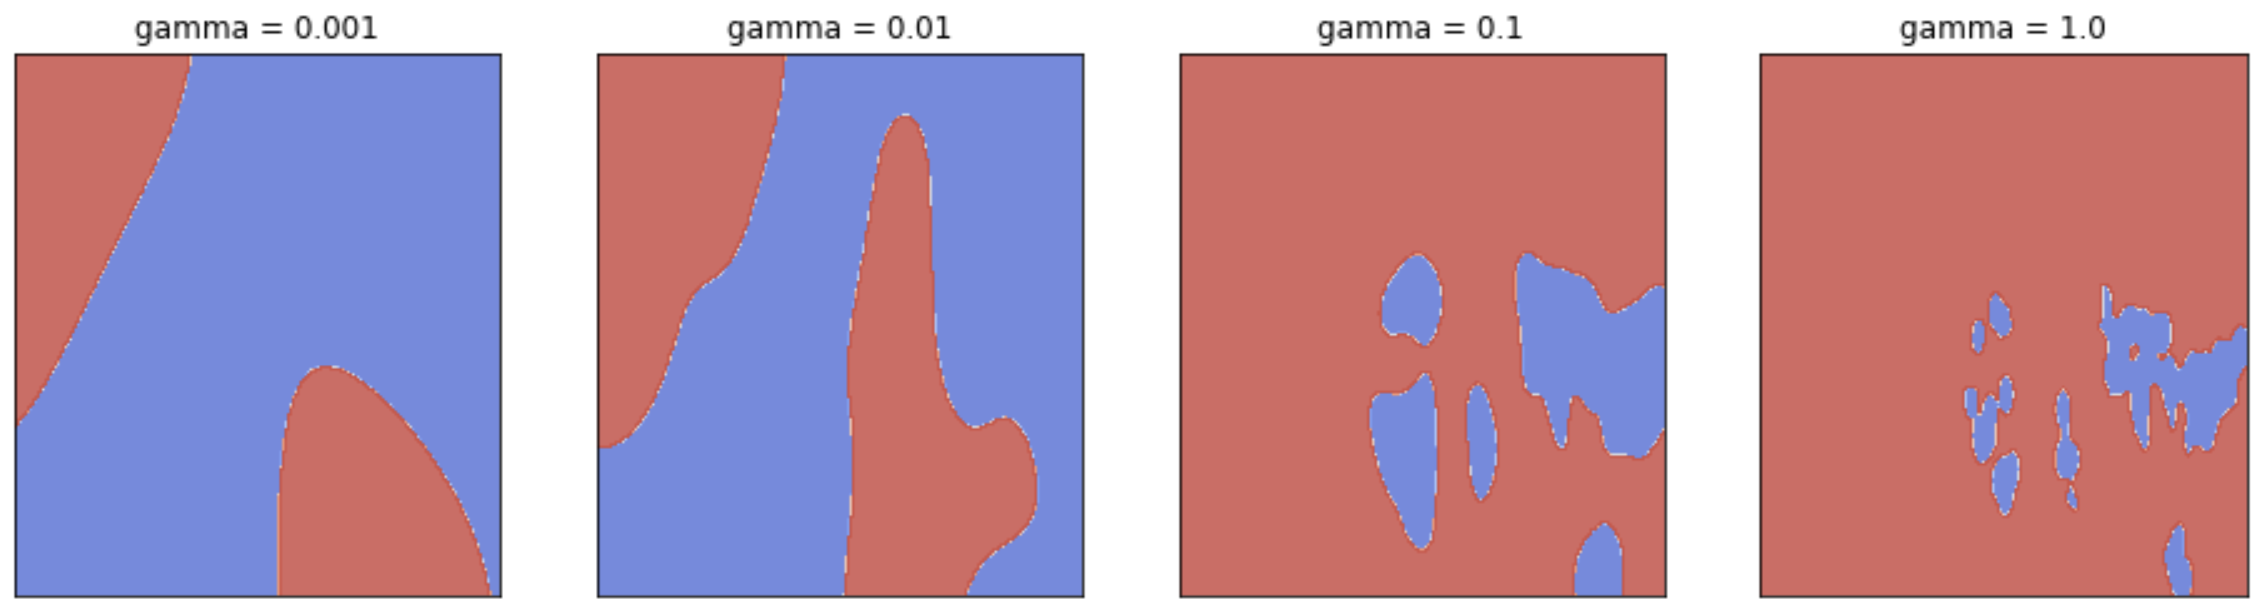 gamma = 0.001
gamma = 0.01
gamma = 0.1
gamma = 1.0